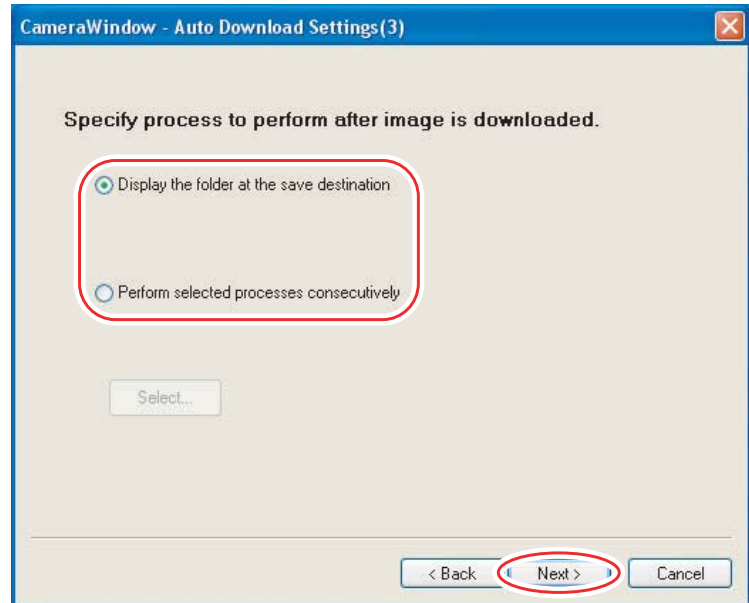 CameraWindow - Auto Download Settings(3)
Specify process to perform after image is downloaded.
Display the folder at the save destination
Perform selected processes consecutively
Select...
< Back
Next >
Cancel